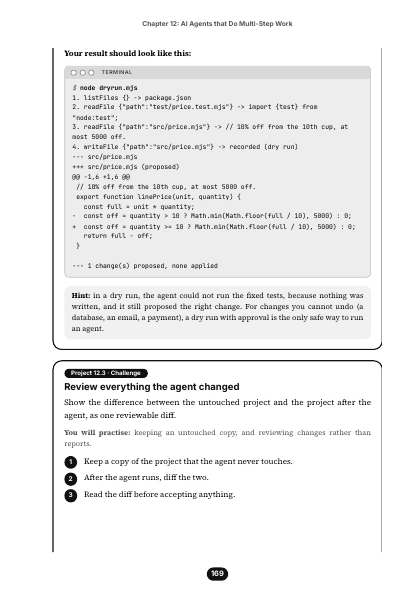 Chapter 12: AI Agents that Do Multi-Step Work
Your result should look like this:
TERMINAL
$ node dryrun.mjs
1. listFiles {} -> package.json
2. readFile {"path":"test/price.test.mjs"} -> import {test} from
"node:test";
3. readFile {"path":"src/price.mjs"} -> // 10% off from the 10th cup, at
most 5000 off.
4. writeFile {"path":"src/price.mjs"} -> recorded (dry run)
--- src/price.mjs
+++ src/price.mjs (proposed)
@@ -1,6 +1,6 @@
// 10% off from the 10th cup, at most 5000 off.
export function linePrice(unit, quantity) {
const full = unit * quantity;
- const off = quantity > 10 ? Math.min(Math.floor(full / 10), 5000) : 0;
+ const off = quantity >= 10 ? Math.min(Math.floor(full / 10), 5000) : 0;
return full - off;
}
--- 1 change(s) proposed, none applied
Hint: in a dry run, the agent could not run the fixed tests, because nothing was
written, and it still proposed the right change. For changes you cannot undo (a
database, an email, a payment), a dry run with approval is the only safe way to run
an agent.
Project 12.3 · Challenge
Review everything the agent changed
Show the difference between the untouched project and the project after the
agent, as one reviewable diff.
You will practise: keeping an untouched copy, and reviewing changes rather than
reports.
1 Keep a copy of the project that the agent never touches.
2 After the agent runs, diff the two.
3 Read the diff before accepting anything.
169